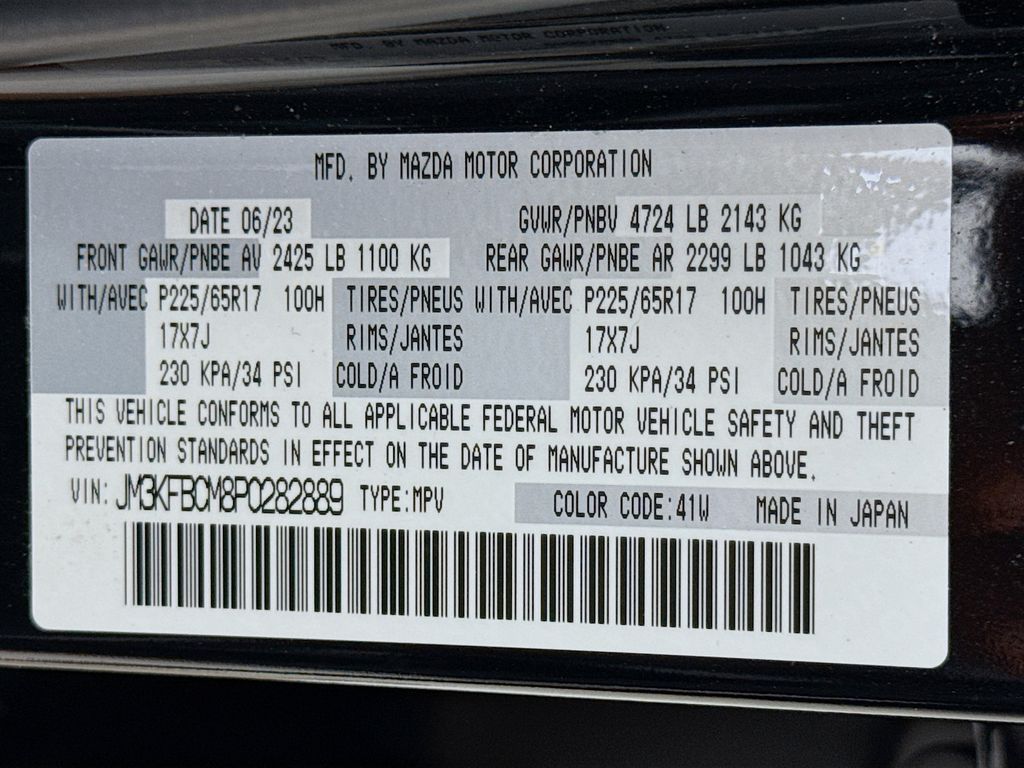 MFD. BY MAZDA MOTOR CORPORATION
MFD. BY MAZDA MOTOR CORPORATION
DATE 06/23 GVWR/PNBV 4724 LB 2143 KG
FRONT GAWR/PNBE AV 2425 LB 1100 KG REAR GAWR/PNBE AR 2299 LB 1043 KG
WITH/AVEC P225/65R17 100H TIRES/PNEUS WITH/AVEC P225/65R17 100H TIRES/PNEUS
17X7J RIMS/JANTES 17X7J RIMS/JANTES
230 KPA/34 PSI COLD/A FROID 230 KPA/34 PSI COLD/A FROID
THIS VEHICLE CONFORMS TO ALL APPLICABLE FEDERAL MOTOR VEHICLE SAFETY AND THEFT
PREVENTION STANDARDS IN EFFECT ON THE DATE OF MANUFACTURE SHOWN ABOVE.
VIN: JM3KFBCM8P0282889 TYPE:MPV COLOR CODE:41W MADE IN JAPAN